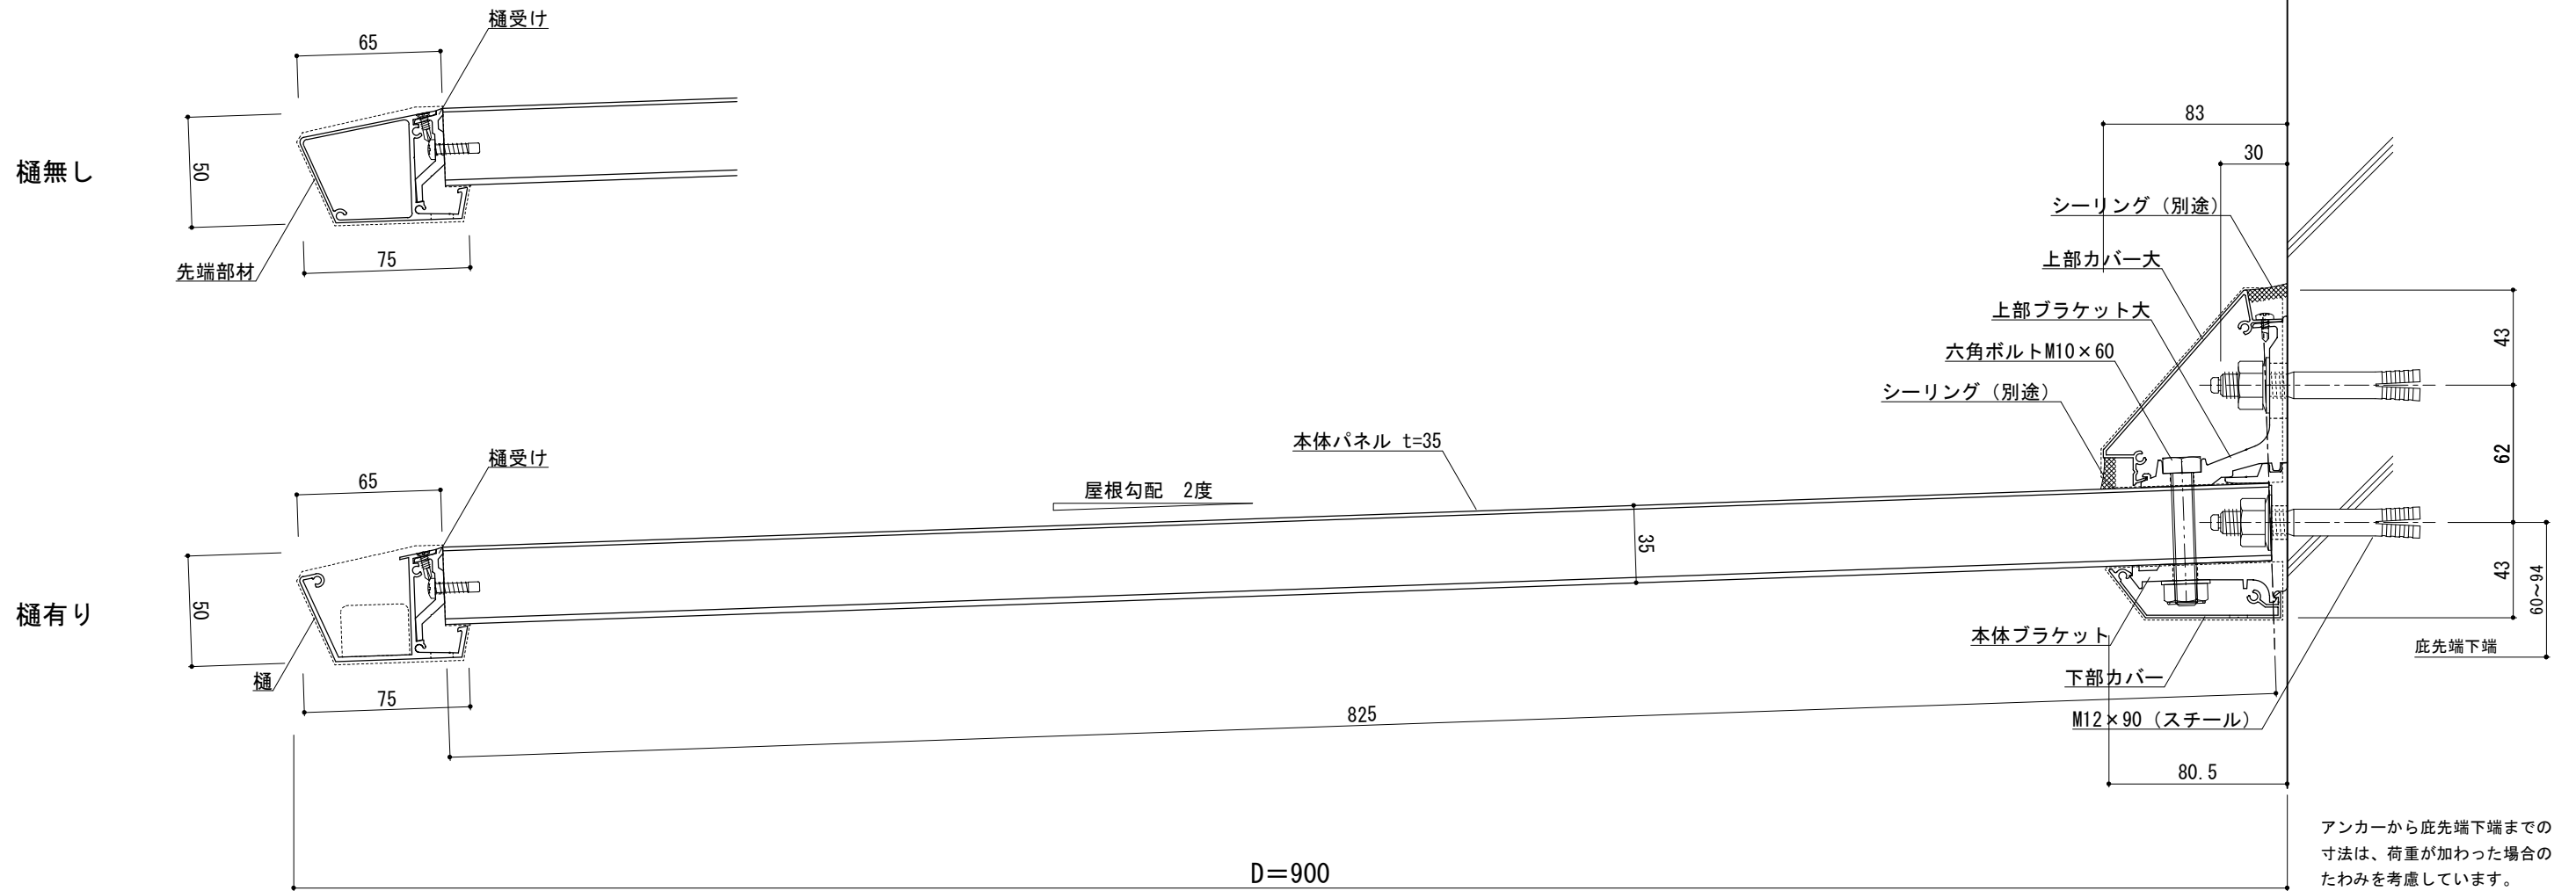 樋受け
65
樋無し
50
75
先端部材
83
30
シーリング（別途）
上部カバー大
上部ブラケット大
六角ボルトM10×60
シーリング（別途）
43
62
43
60~94
庇先端下端
樋受け
65
屋根勾配　2度
本体パネル t=35
35
樋有り
50
樋
75
825
本体ブラケット
下部カバー
M12×90（スチール）
80.5
D＝900
アンカーから庇先端下端までの
寸法は、荷重が加わった場合の
たわみを考慮しています。